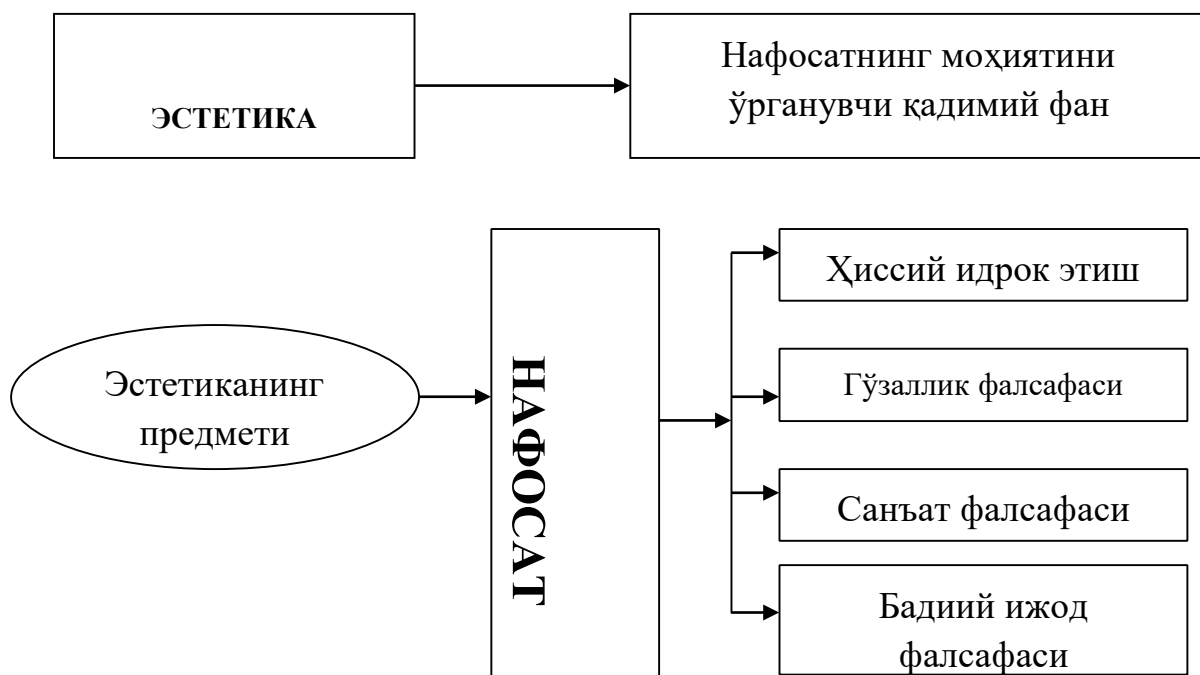 ЭСТЕТИКА
Нафосатнинг моҳиятини
ўрганувчи қадимий фан
Эстетиканинг
предмети
НАФОСАТ
Ҳиссий идрок этиш
Гўзаллик фалсафаси
Санъат фалсафаси
Бадиий ижод
фалсафаси